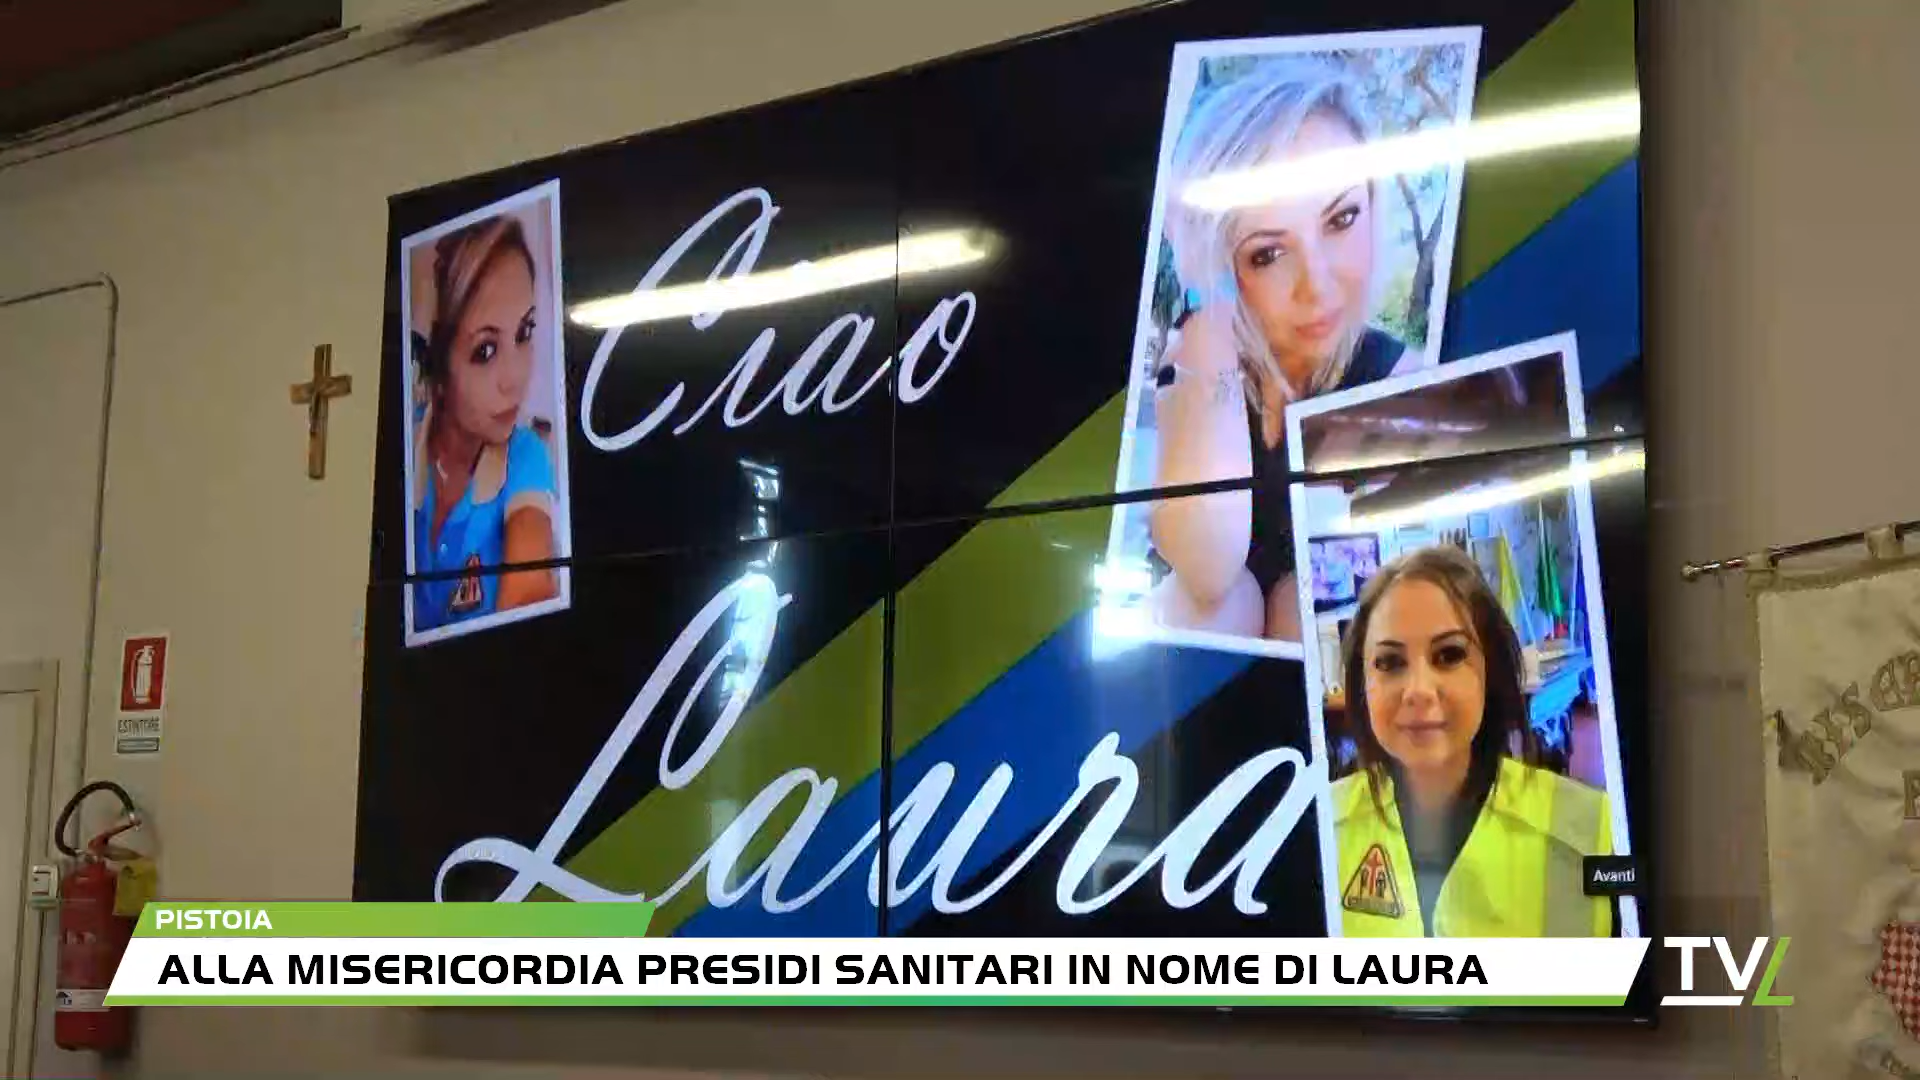 Ciao
Laura
ESTINTORE
Avanti
PISTOIA
ALLA MISERICORDIA PRESIDI SANITARI IN NOME DI LAURA
TVL